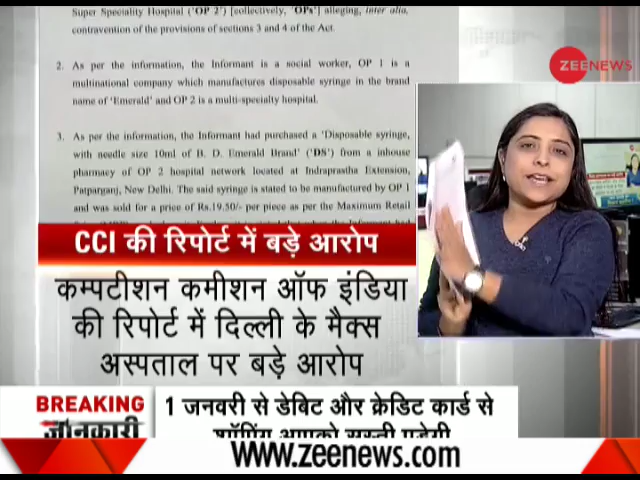 Super Speciality Hospital ('OP 2') [collectively, 'OPs'] alleging, inter alia,
contravention of the provisions of sections 3 and 4 of the Act.
2. As per the information, the Informant is a social worker, OP 1 is a
multinational company which manufactures disposable syringe in the brand
name of 'Emerald' and OP 2 is a multi-specialty hospital.
3. As per the information, the Informant had purchased a 'Disposable syringe,
with needle size 10ml of B. D. Emerald Brand' ('DS') from a inhouse
pharmacy of OP 2 hospital network located at Indraprastha Extension,
Patparganj, New Delhi. The said syringe is stated to be manufactured by OP 1
and was sold for a price of Rs.19.50/- per piece as per the Maximum Retail
ZEENEWS
CCI की रिपोर्ट में बड़े आरोप
कम्पटीशन कमीशन ऑफ इंडिया
की रिपोर्ट में दिल्ली के मैक्स
अस्पताल पर बड़े आरोप
BREAKING
जानकारी
1 जनवरी से डेबिट और क्रेडिट कार्ड से
शॉपिंग आपको सस्ती पड़ेगी
www.zeenews.com